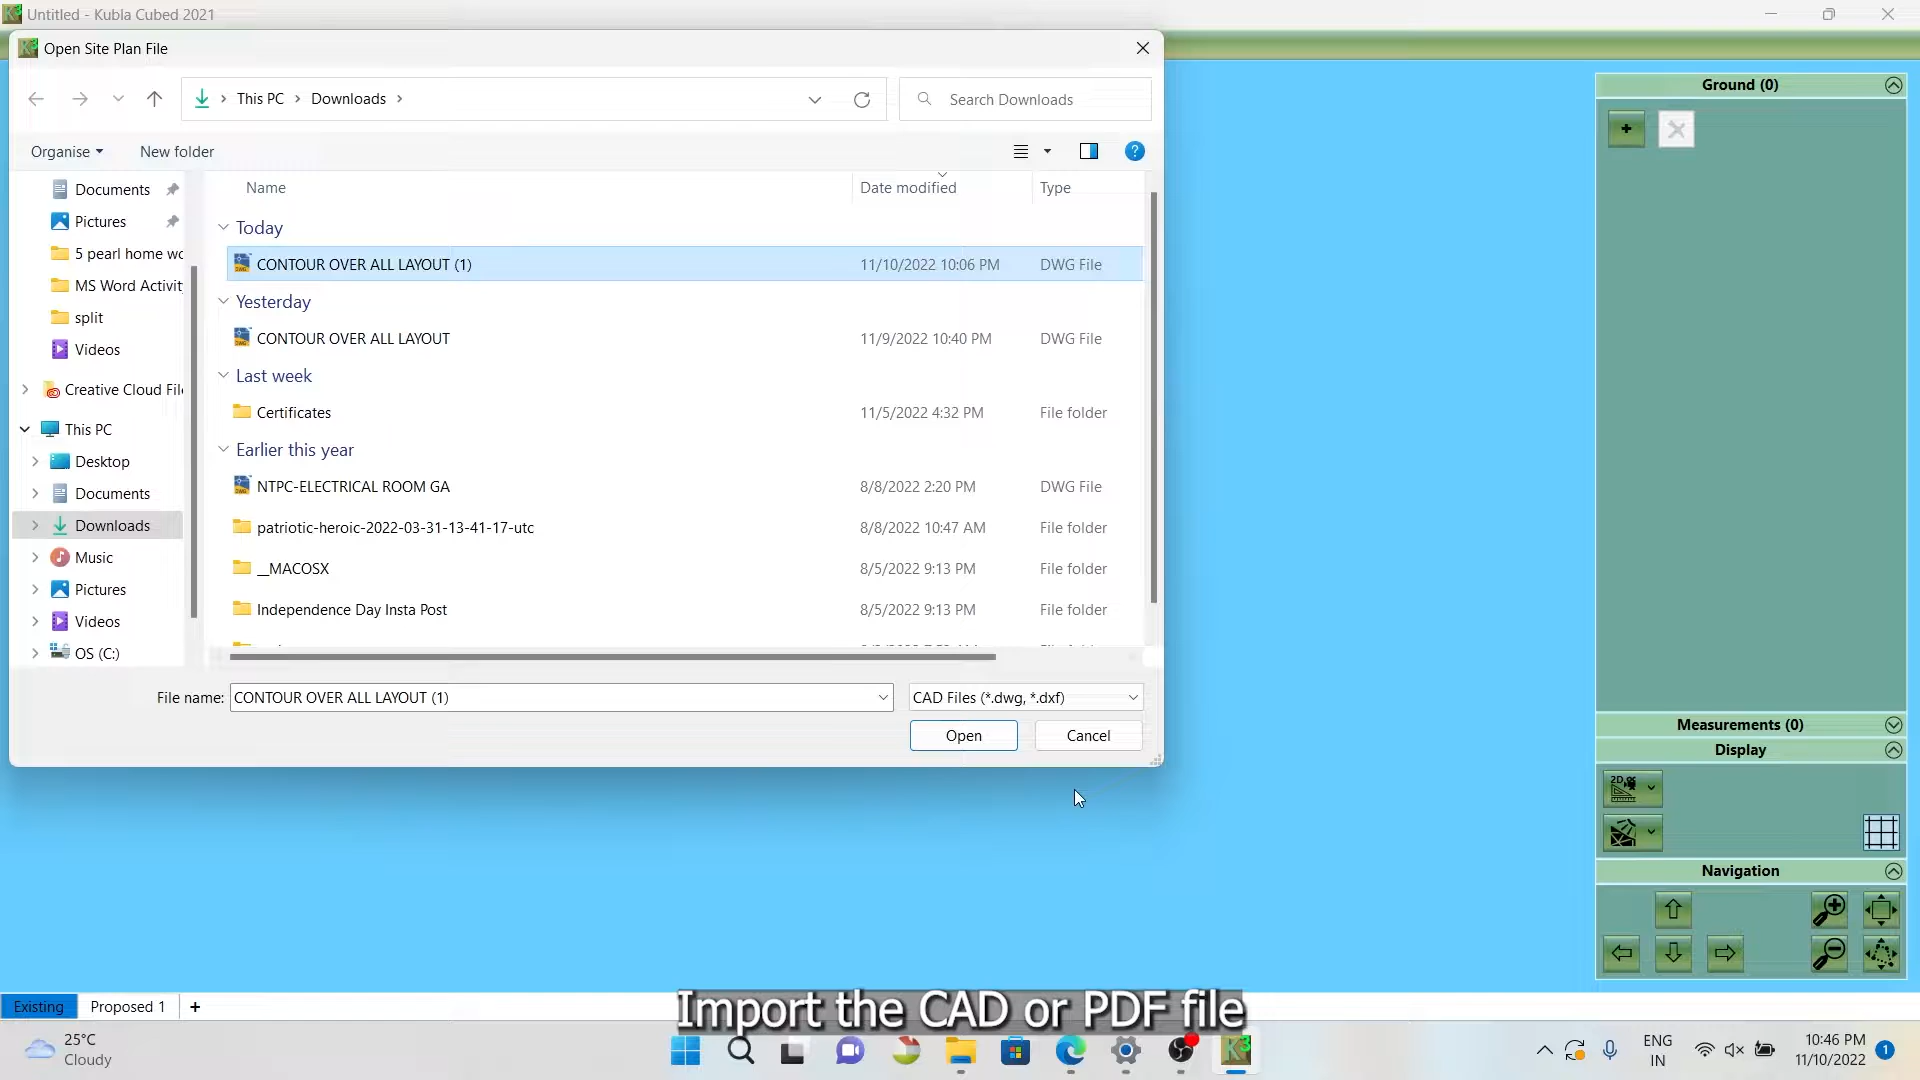 Untitled - Kubla Cubed 2021
Open Site Plan File
This PC
Downloads
Search Downloads
Organise
New folder
Name
Date modified
Type
Documents
Pictures
5 pearl home wo
MS Word Activit
split
Videos
Creative Cloud File
This PC
Desktop
Documents
Downloads
Music
Pictures
Videos
OS (C:)
Today
CONTOUR OVER ALL LAYOUT (1) 11/10/2022 10:06 PM DWG File
Yesterday
CONTOUR OVER ALL LAYOUT 11/9/2022 10:40 PM DWG File
Last week
Certificates 11/5/2022 4:32 PM File folder
Earlier this year
NTPC-ELECTRICAL ROOM GA 8/8/2022 2:20 PM DWG File
patriotic-heroic-2022-03-31-13-41-17-utc 8/8/2022 10:47 AM File folder
__MACOSX 8/5/2022 9:13 PM File folder
Independence Day Insta Post 8/5/2022 9:13 PM File folder
File name: CONTOUR OVER ALL LAYOUT (1)
CAD Files (*.dwg, *.dxf)
Open
Cancel
Ground (0)
Measurements (0)
Display
2D
Navigation
Existing
Proposed 1
+
Import the CAD or PDF file
25°C
Cloudy
ENG
IN
10:46 PM
11/10/2022
1